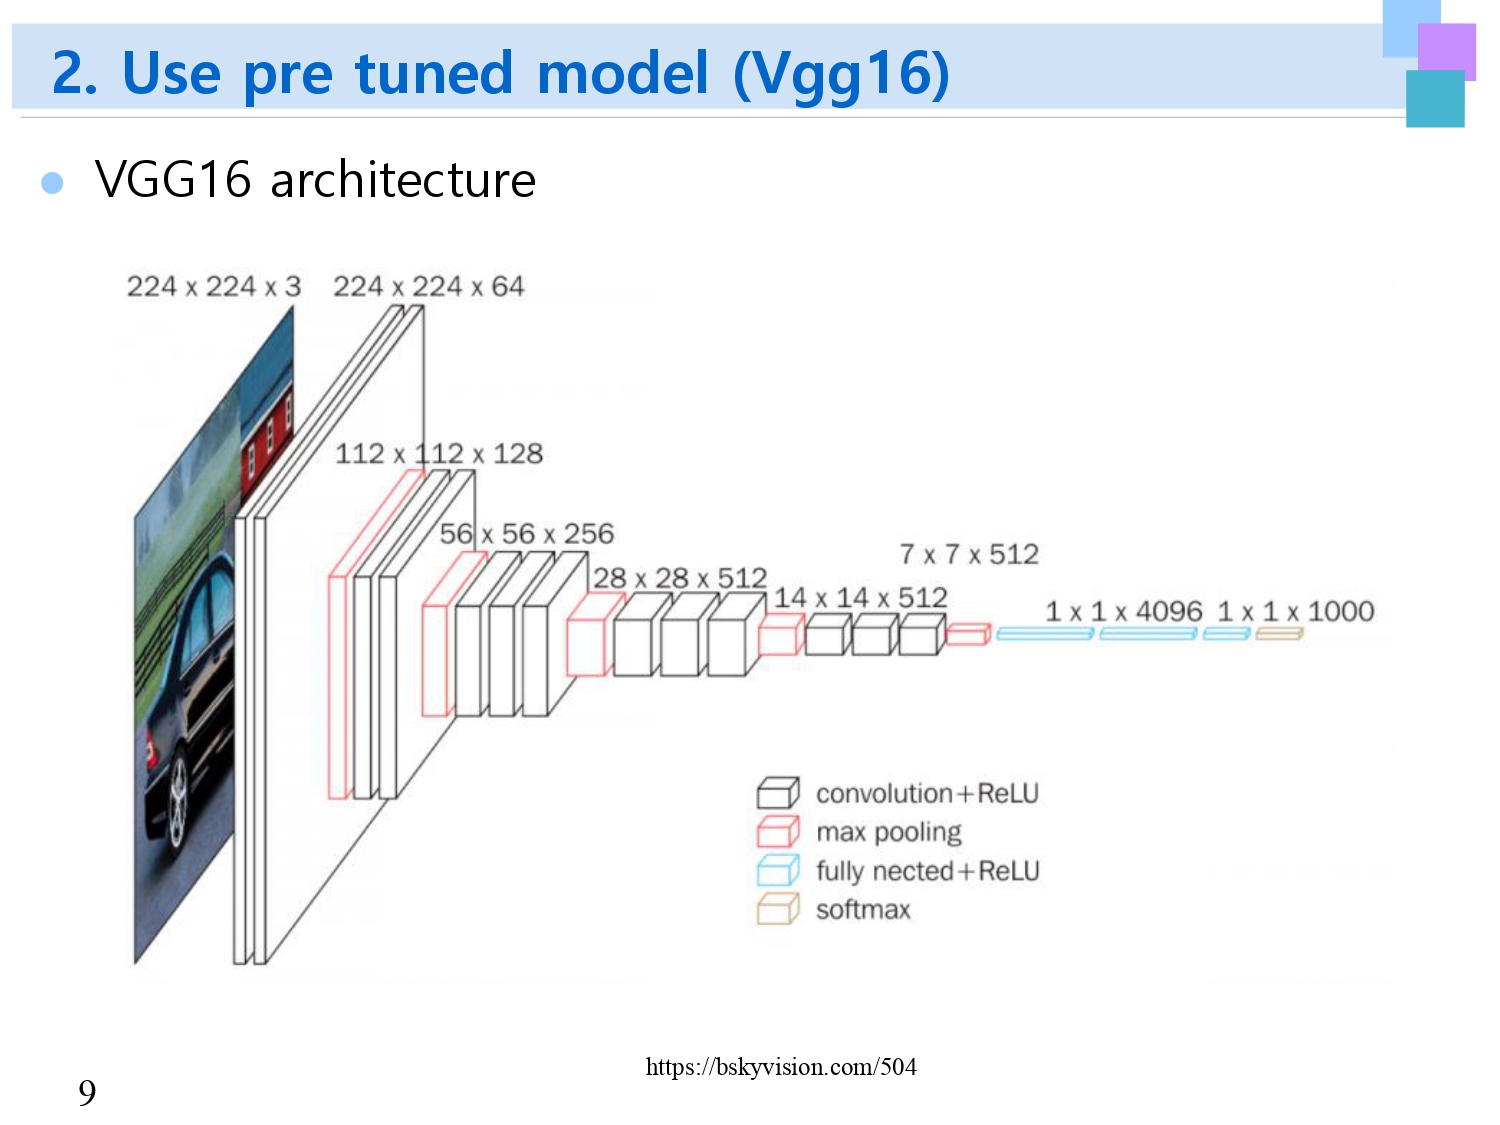 2. Use pre tuned model (Vgg16)
VGG16 architecture
224 x 224 x 3
224 x 224 x 64
112 x 112 x 128
56 x 56 x 256
28 x 28 x 512
14 x 14 x 512
7 x 7 x 512
1 x 1 x 4096
1 x 1 x 1000
convolution+ReLU
max pooling
fully nected+ReLU
softmax
https://bskyvision.com/504
9